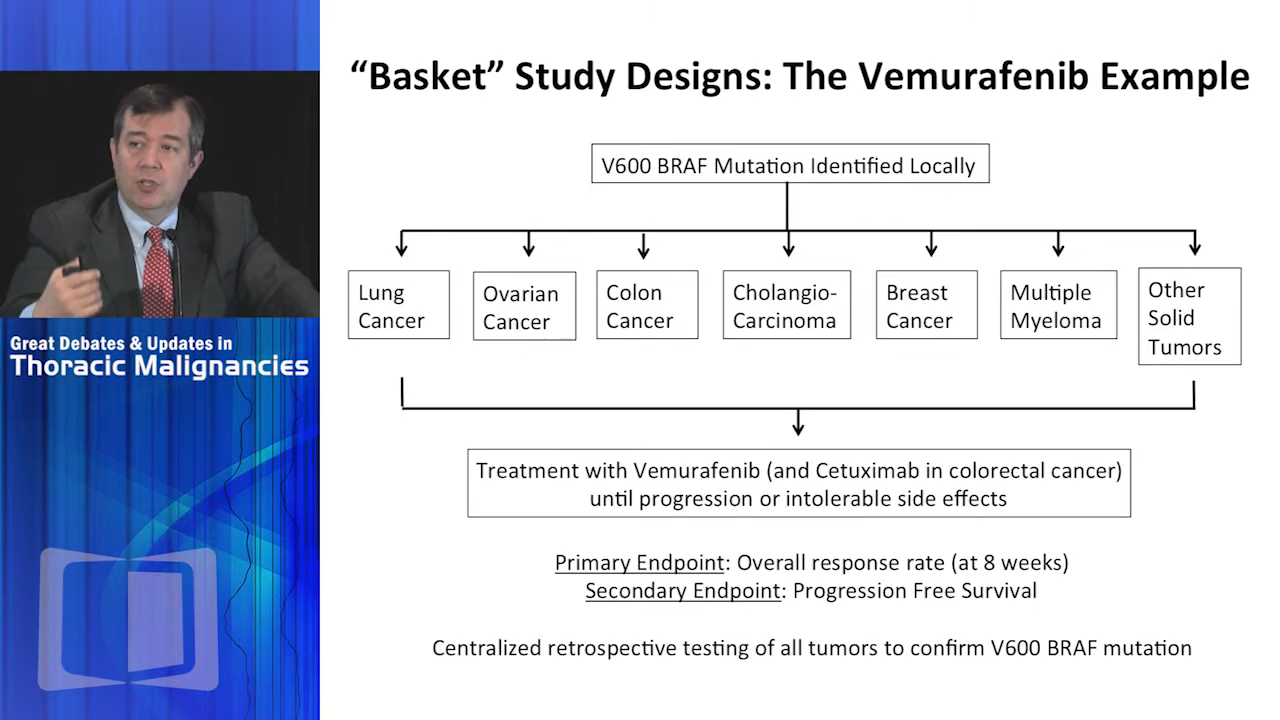 “Basket” Study Designs: The Vemurafenib Example
V600 BRAF Mutation Identified Locally
Lung
Cancer
Ovarian
Cancer
Colon
Cancer
Cholangio-
Carcinoma
Breast
Cancer
Multiple
Myeloma
Other
Solid
Tumors
Treatment with Vemurafenib (and Cetuximab in colorectal cancer)
until progression or intolerable side effects
Primary Endpoint: Overall response rate (at 8 weeks)
Secondary Endpoint: Progression Free Survival
Centralized retrospective testing of all tumors to confirm V600 BRAF mutation
Great Debates & Updates in
Thoracic Malignancies